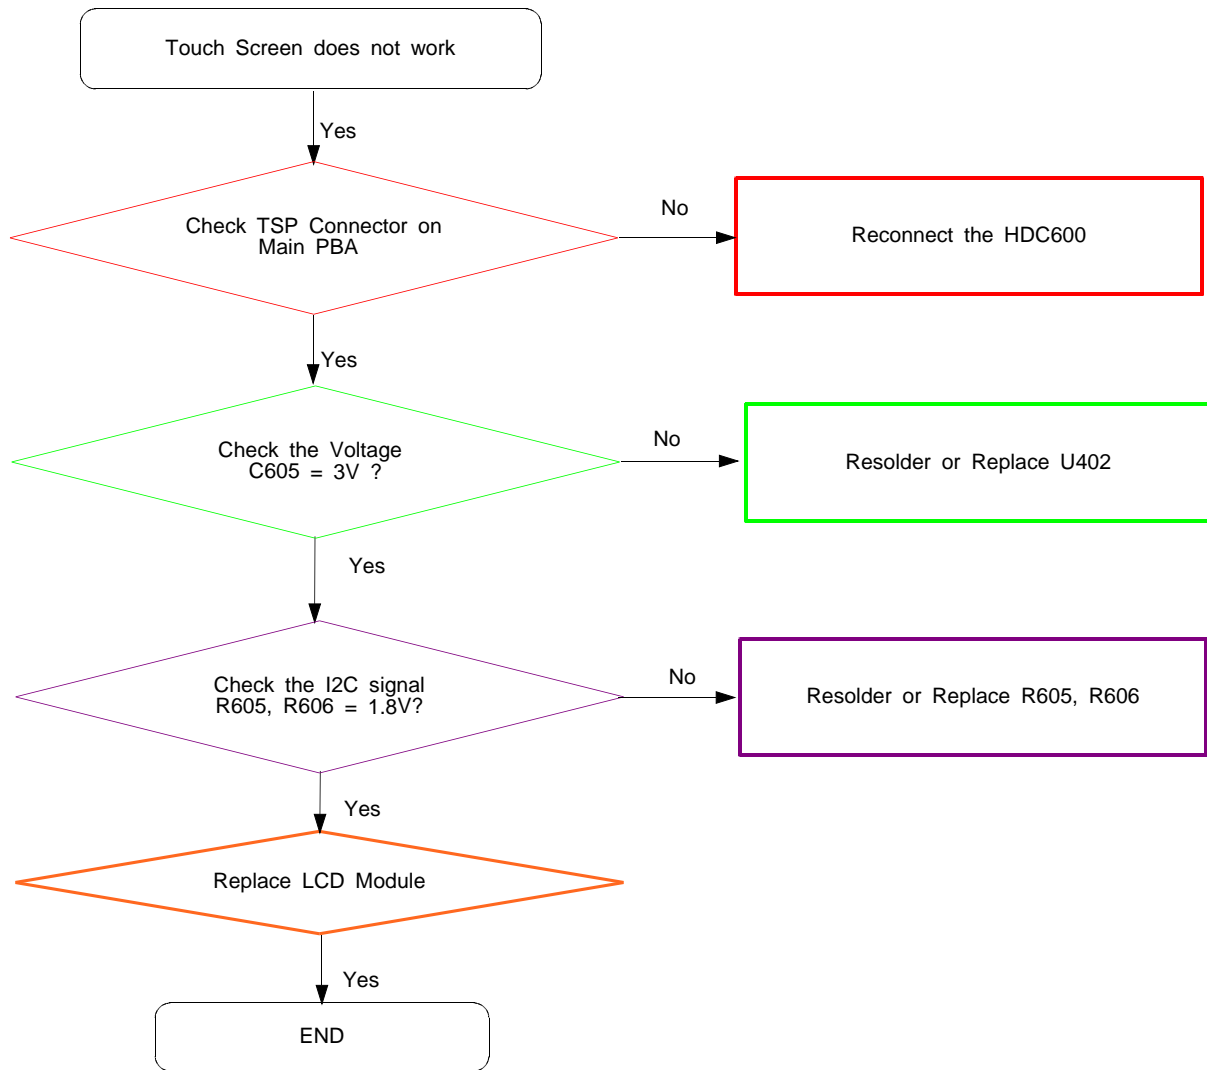 Touch Screen does not work
Yes
Check TSP Connector on
Main PBA
No
Reconnect the HDC600
Yes
Check the Voltage
C605 = 3V ?
No
Resolder or Replace U402
Yes
Check the I2C signal
R605, R606 = 1.8V?
No
Resolder or Replace R605, R606
Yes
Replace LCD Module
Yes
END